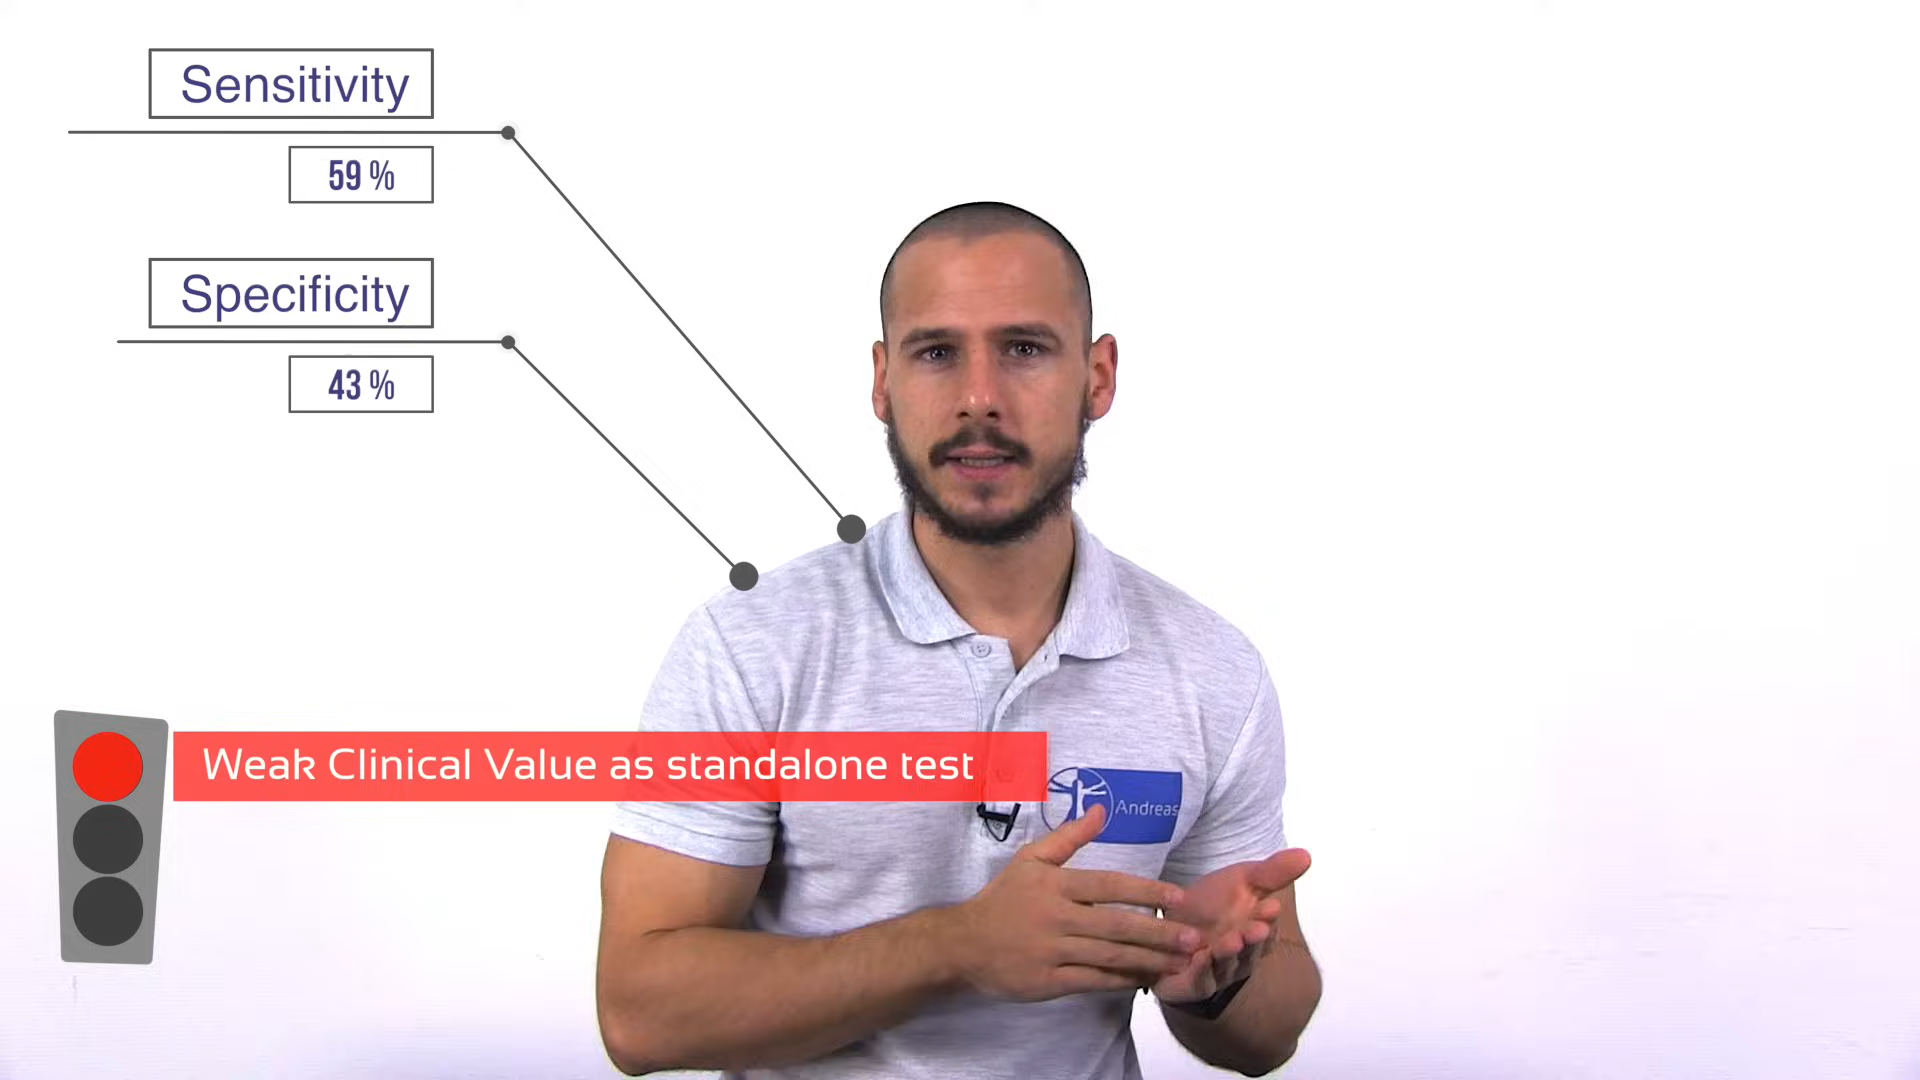 Sensitivity
59 %
Specificity
43 %
Weak Clinical Value as standalone test
Andreas